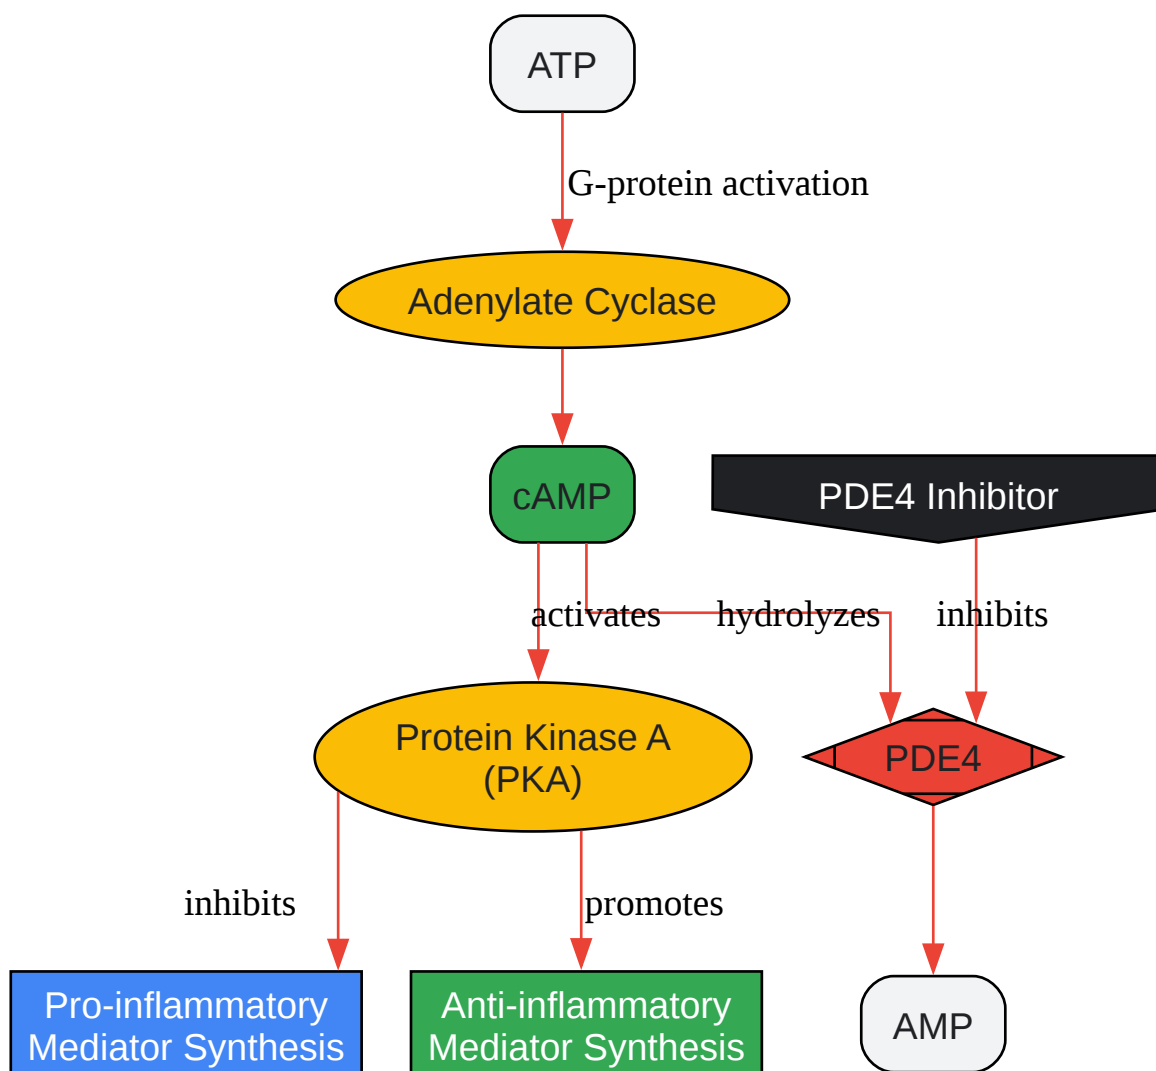 ATP
G-protein activation
Adenylate Cyclase
cAMP
PDE4 Inhibitor
activates
hydrolyzes
inhibits
Protein Kinase A
(PKA)
PDE4
inhibits
promotes
Pro-inflammatory
Mediator Synthesis
Anti-inflammatory
Mediator Synthesis
AMP